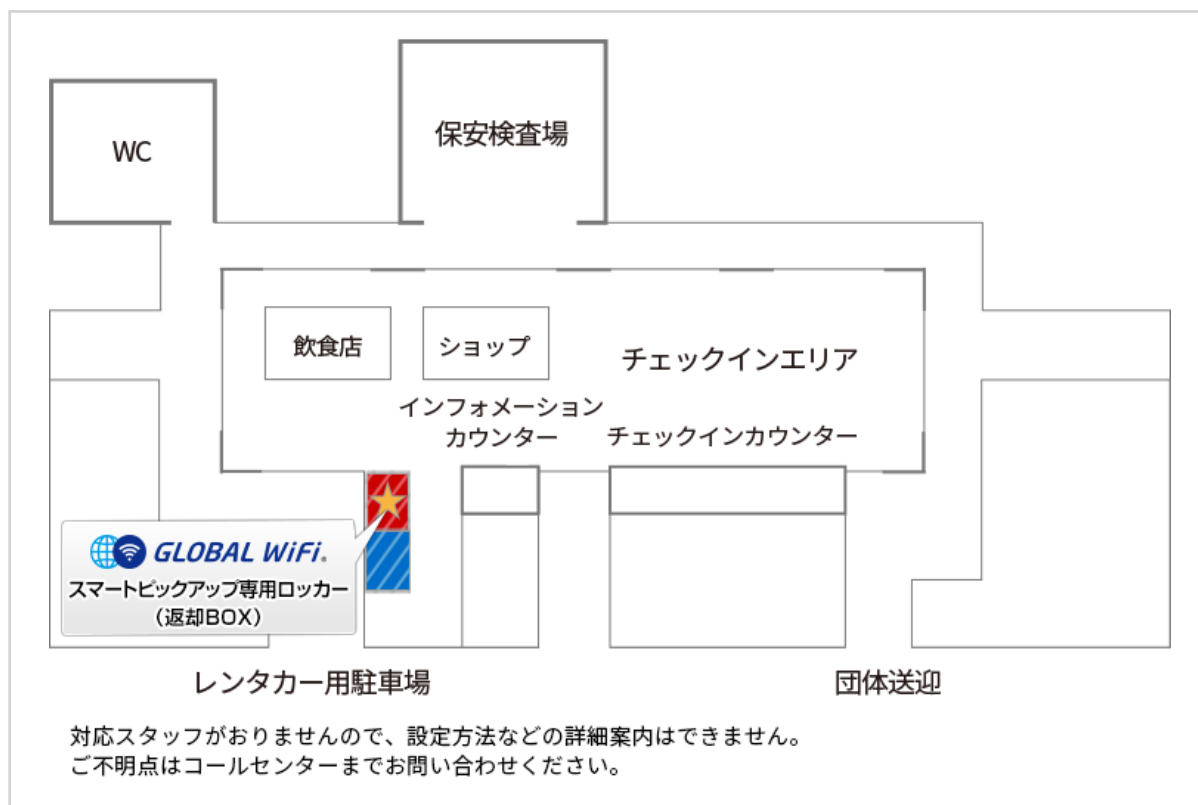 WC
保安検査場
飲食店
ショップ
チェックインエリア
インフォメーション
カウンター
チェックインカウンター
GLOBAL WiFi.
スマートピックアップ専用ロッカー
（返却BOX）
レンタカー用駐車場
団体送迎
対応スタッフがおりませんので、設定方法などの詳細案内はできません。
ご不明点はコールセンターまでお問い合わせください。